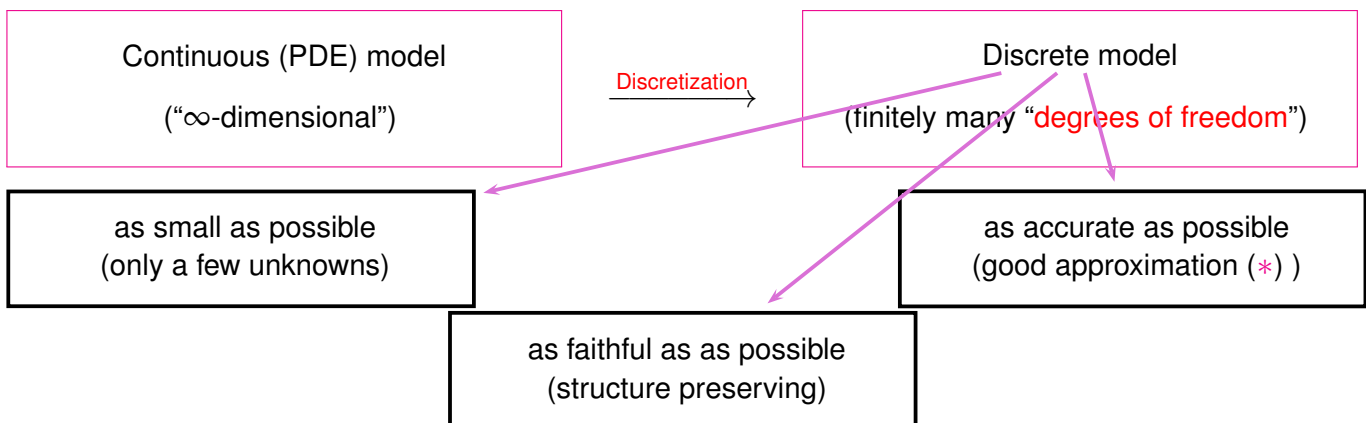 Continuous (PDE) model
(“∞-dimensional”)
Discretization
Discrete model
(finitely many “degrees of freedom”)
as small as possible
(only a few unknowns)
as accurate as possible
(good approximation (∗) )
as faithful as as possible
(structure preserving)